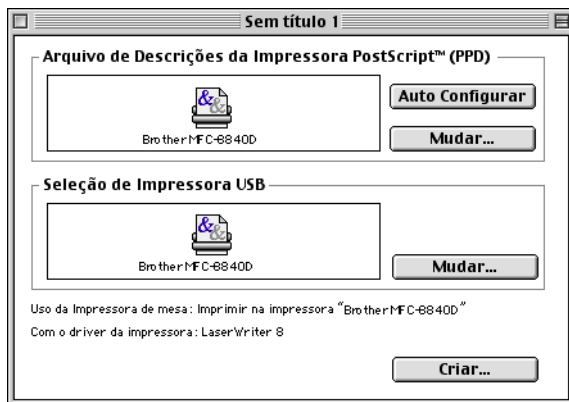 Sem título 1
Arquivo de Descrições da Impressora PostScript™ (PPD)
Auto Configurar
Brother MFC-8840D
Mudar...
Seleção de Impressora USB
Brother MFC-8840D
Mudar...
Uso da Impressora de mesa: Imprimir na impressora "Brother MFC-8840D"
Com o driver da impressora: LaserWriter 8
Criar...